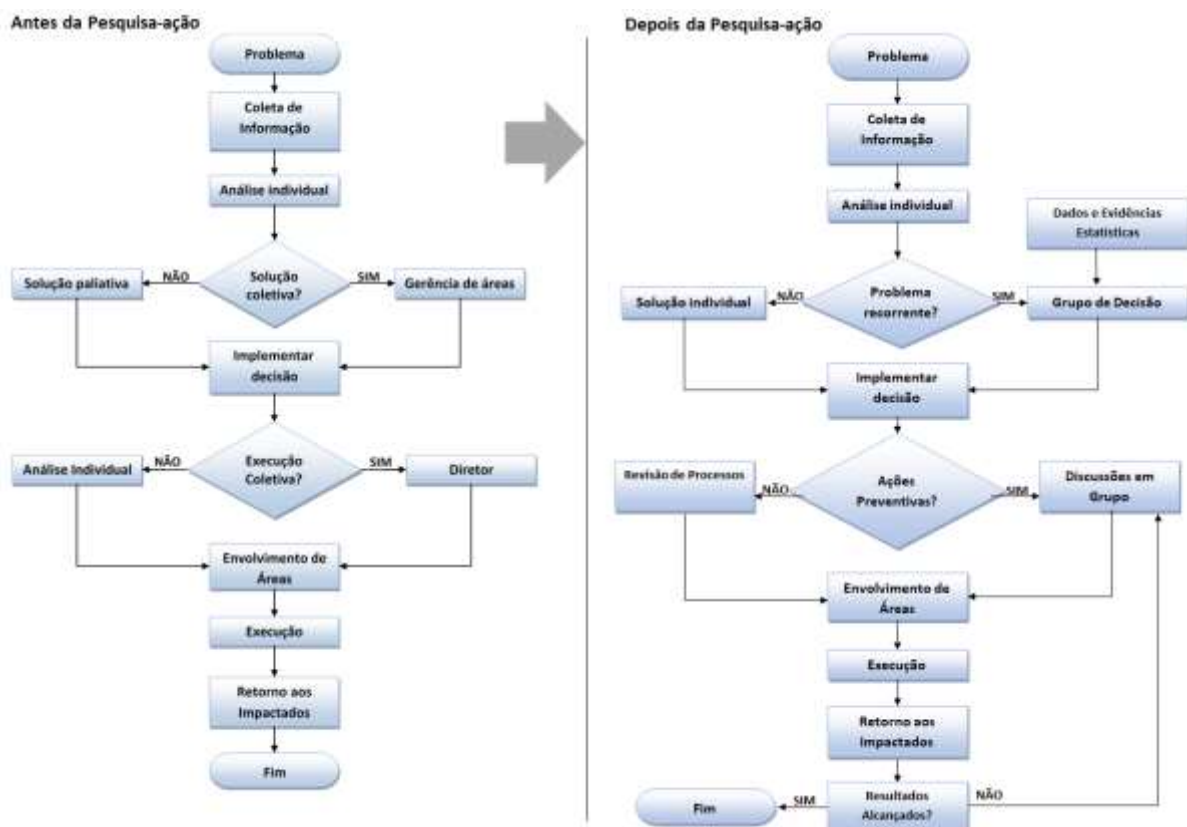 Antes da Pesquisa-ação
Problema
Coleta de
Informação
Análise individual
Solução
coletiva?
NÃO
SIM
Solução paliativa
Gerência de áreas
Implementar
decisão
Execução
Coletiva?
NÃO
SIM
Análise Individual
Diretor
Envolvimento de
Áreas
Execução
Retorno aos
Impactados
Fim
Depois da Pesquisa-ação
Problema
Coleta de
Informação
Análise individual
Dados e Evidências
Estatísticas
Problema
recorrente?
NÃO
SIM
Solução individual
Grupo de Decisão
Implementar
decisão
Ações
Preventivas?
NÃO
SIM
Revisão de Processos
Discussões em
Grupo
Envolvimento de
Áreas
Execução
Retorno aos
Impactados
Resultados
Alcançados?
SIM
NÃO
Fim